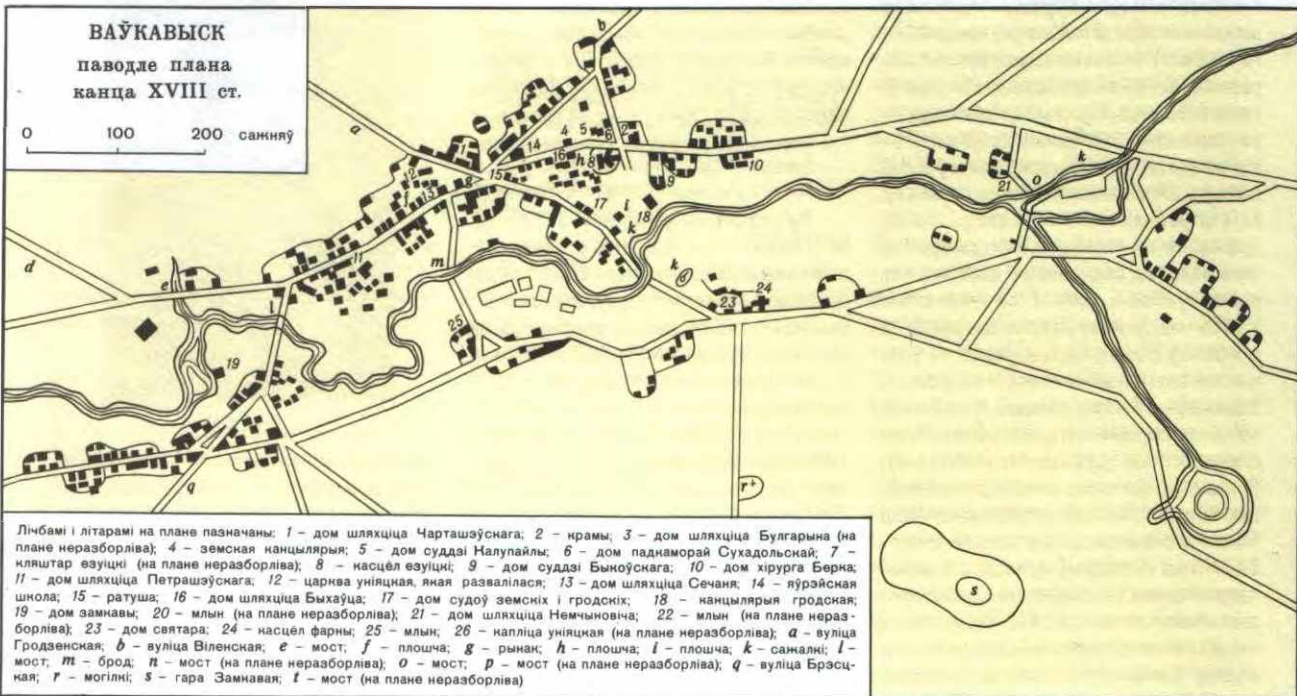 ВАЎКАВЫСК
паводле плана
канца XVIII ст.
0 100 200 сажняў
b
a
d
e
g
h
i
k
k
k
l
m
o
q
r+
s
1
2
4
5
6
8
9
10
11
12
13
14
15
16
17
18
19
21
23
24
25
Лічбамі і літарамі на плане пазначаны: 1 – дом шляхціца Чарташэўскага; 2 – крамы; 3 – дом шляхціца Булгарына (на
плане неразборліва); 4 – земская канцылярыя; 5 – дом суддзі Калупайлы; 6 – дом паднаморай Сухадольскай; 7 –
кляштар езуіцкі (на плане неразборліва); 8 – касцёл езуіцкі; 9 – дом суддзі Быкоўскага; 10 – дом хірурга Берка;
11 – дом шляхціца Петрашэўскага; 12 – царква уніяцкая, якая развалілася; 13 – дом шляхціца Сечаня; 14 – яўрэйская
школа; 15 – ратуша; 16 – дом шляхціца Быхаўца; 17 – дом судоў земскіх і гродскіх; 18 – канцылярыя гродская;
19 – дом замкавы; 20 – млын (на плане неразборліва); 21 – дом шляхціца Немчыновіча; 22 – млын (на плане нераз-
борліва); 23 – дом святара; 24 – касцёл фарны; 25 – млын; 26 – капліца уніяцкая (на плане неразборліва); a – вуліца
Гродзенская; b – вуліца Віленская; e – мост; f – плошча; g – рынак; h – плошча; i – плошча; k – сажалкі; l –
мост; m – брод; n – мост (на плане неразборліва); o – мост; p – мост (на плане неразборліва); q – вуліца Брэсц-
кая; r – могілкі; s – гара Замкавая; t – мост (на плане неразборліва)